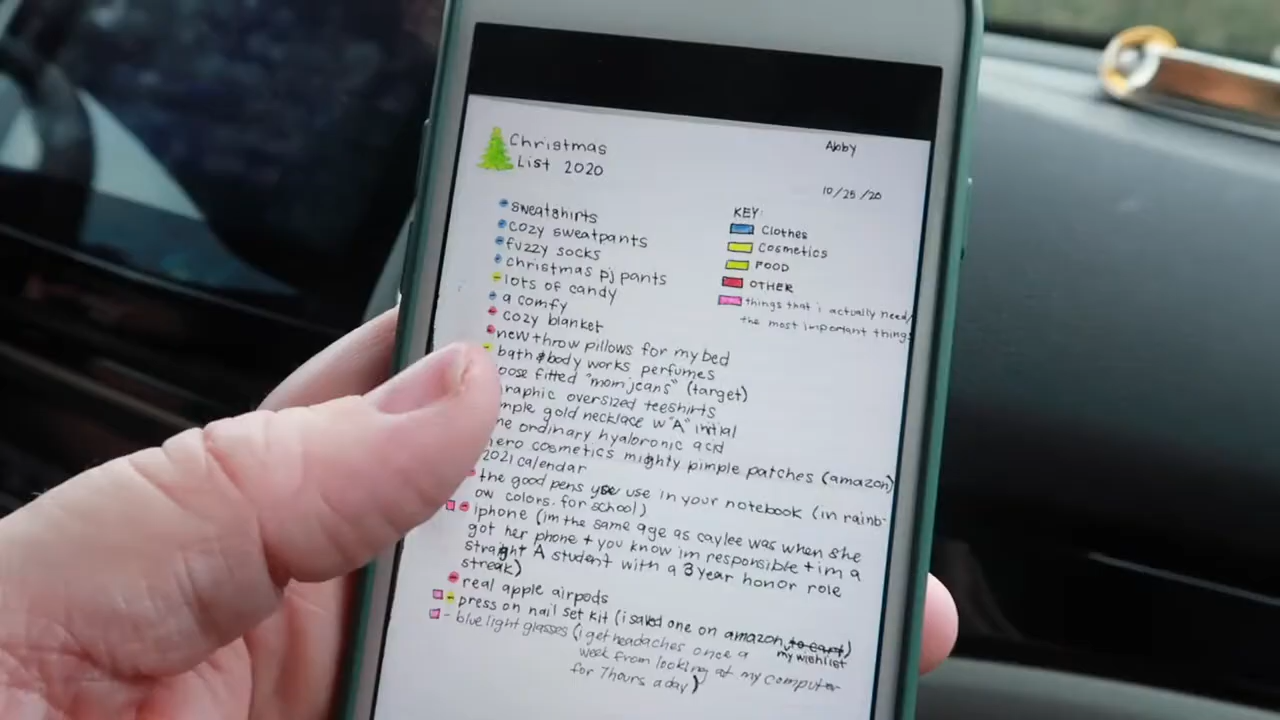 Christmas
List 2020
Abby
10/25/20
KEY:
Clothes
Cosmetics
FOOD
OTHER
things that i actually need/
the most important things
sweatshirts
cozy sweatpants
fuzzy socks
christmas pj pants
lots of candy
a comfy
cozy blanket
new throw pillows for my bed
bath & body works perfumes
oose fitted "mom jeans" (target)
raphic oversized teeshirts
mple gold necklace w "A" initial
he ordinary hyaloronic acid
hero cosmetics mighty pimple patches (amazon)
2021 calendar
the good pens you use in your notebook (in rainb-
ow colors. for school)
iphone (im the same age as caylee was when she
got her phone + you know im responsible + im a
straight A student with a 3 year honor role
streak)
real apple airpods
press on nail set kit (i saved one on amazon, to cart)
my wishlist
- blue light glasses (i get headaches once a
week from looking at my computer
for 7hours a day)